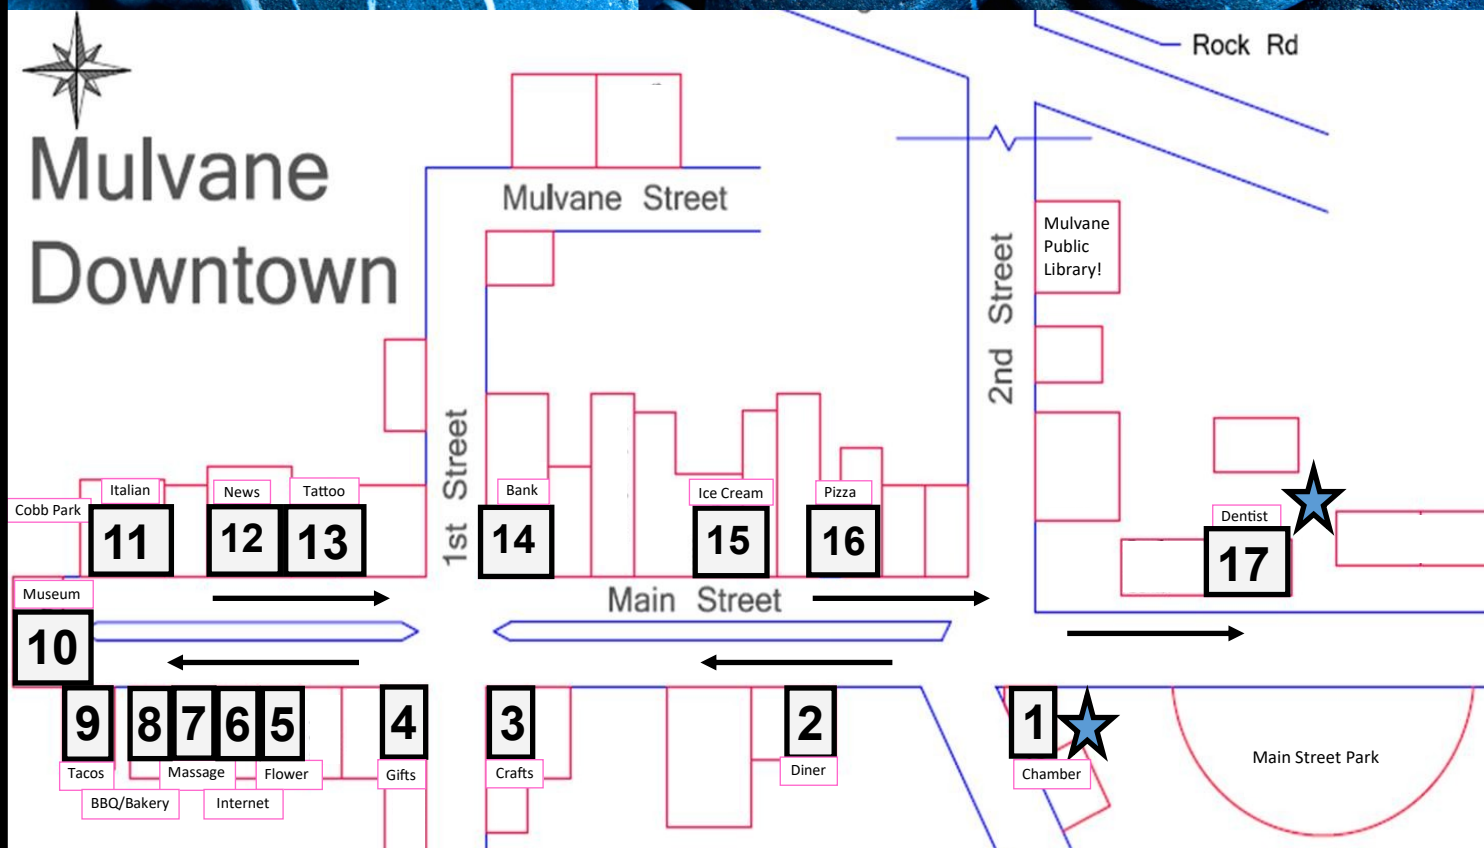 Rock Rd
Mulvane
Downtown
Mulvane Street
Mulvane
Public
Library!
2nd Street
1st Street
Italian
News
Tattoo
Bank
Ice Cream
Pizza
Cobb Park
Dentist
11
12
13
14
15
16
17
Museum
Main Street
10
9
8
7
6
5
4
3
2
1
Tacos
Massage
Flower
Gifts
Crafts
Diner
Chamber
Main Street Park
BBQ/Bakery
Internet